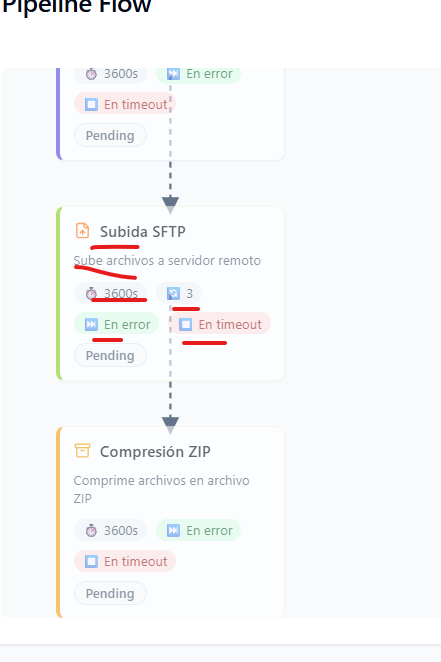 Pipeline Flow
3600s En error
En timeout
Pending
Subida SFTP
Sube archivos a servidor remoto
3600s 3
En error En timeout
Pending
Compresión ZIP
Comprime archivos en archivo
ZIP
3600s En error
En timeout
Pending